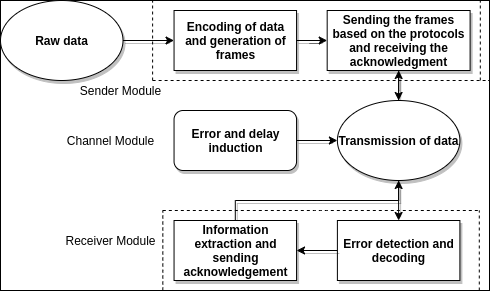 Raw data
Encoding of data
and generation of
frames
Sending the frames
based on the protocols
and receiving the
acknowledgment
Sender Module
Channel Module
Error and delay
induction
Transmission of data
Receiver Module
Information
extraction and
sending
acknowledgement
Error detection and
decoding